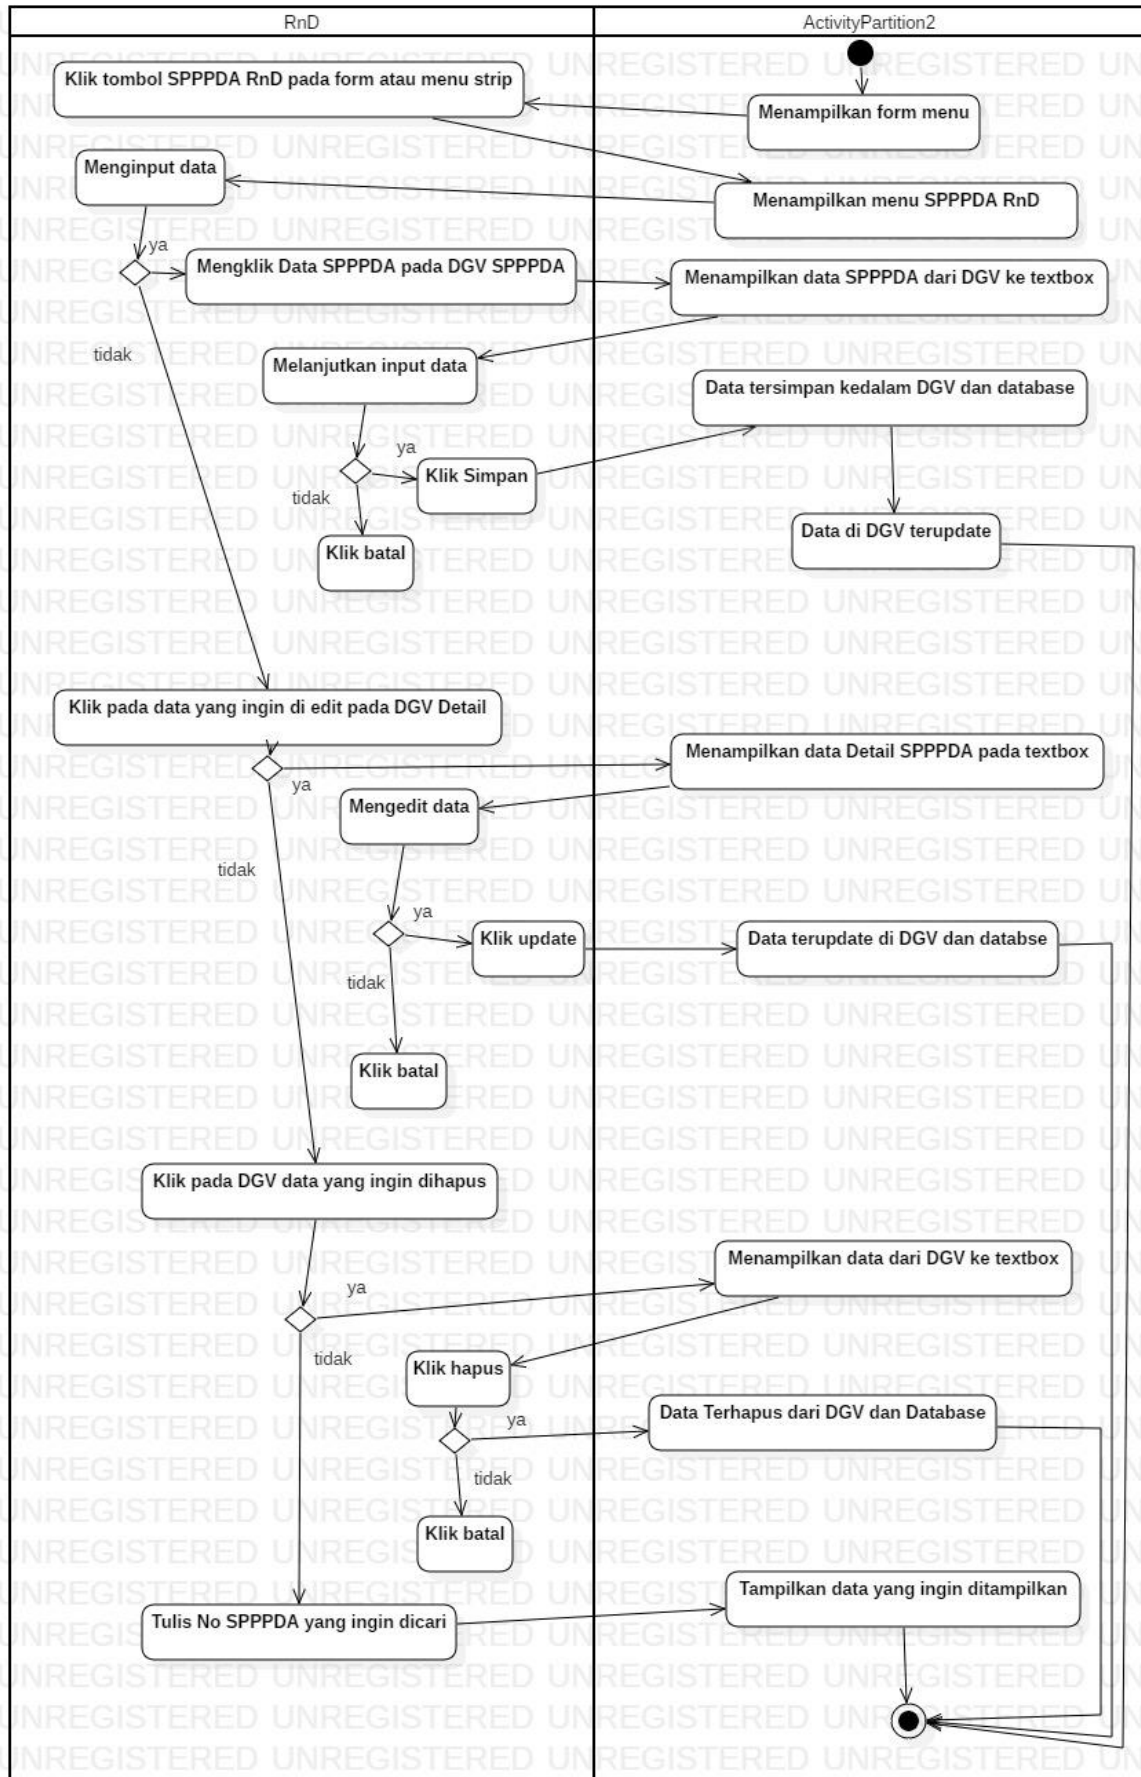 RnD
ActivityPartition2
Klik tombol SPPPDA RnD pada form atau menu strip
Menampilkan form menu
Menginput data
Menampilkan menu SPPPDA RnD
ya
Mengklik Data SPPPDA pada DGV SPPPDA
Menampilkan data SPPPDA dari DGV ke textbox
tidak
Melanjutkan input data
Data tersimpan kedalam DGV dan database
ya
Klik Simpan
tidak
Klik batal
Data di DGV terupdate
Klik pada data yang ingin di edit pada DGV Detail
Menampilkan data Detail SPPPDA pada textbox
ya
Mengedit data
tidak
ya
Klik update
Data terupdate di DGV dan databse
tidak
Klik batal
Klik pada DGV data yang ingin dihapus
Menampilkan data dari DGV ke textbox
ya
tidak
Klik hapus
Data Terhapus dari DGV dan Database
ya
tidak
Klik batal
Tampilkan data yang ingin ditampilkan
Tulis No SPPPDA yang ingin dicari
UNREGISTERED